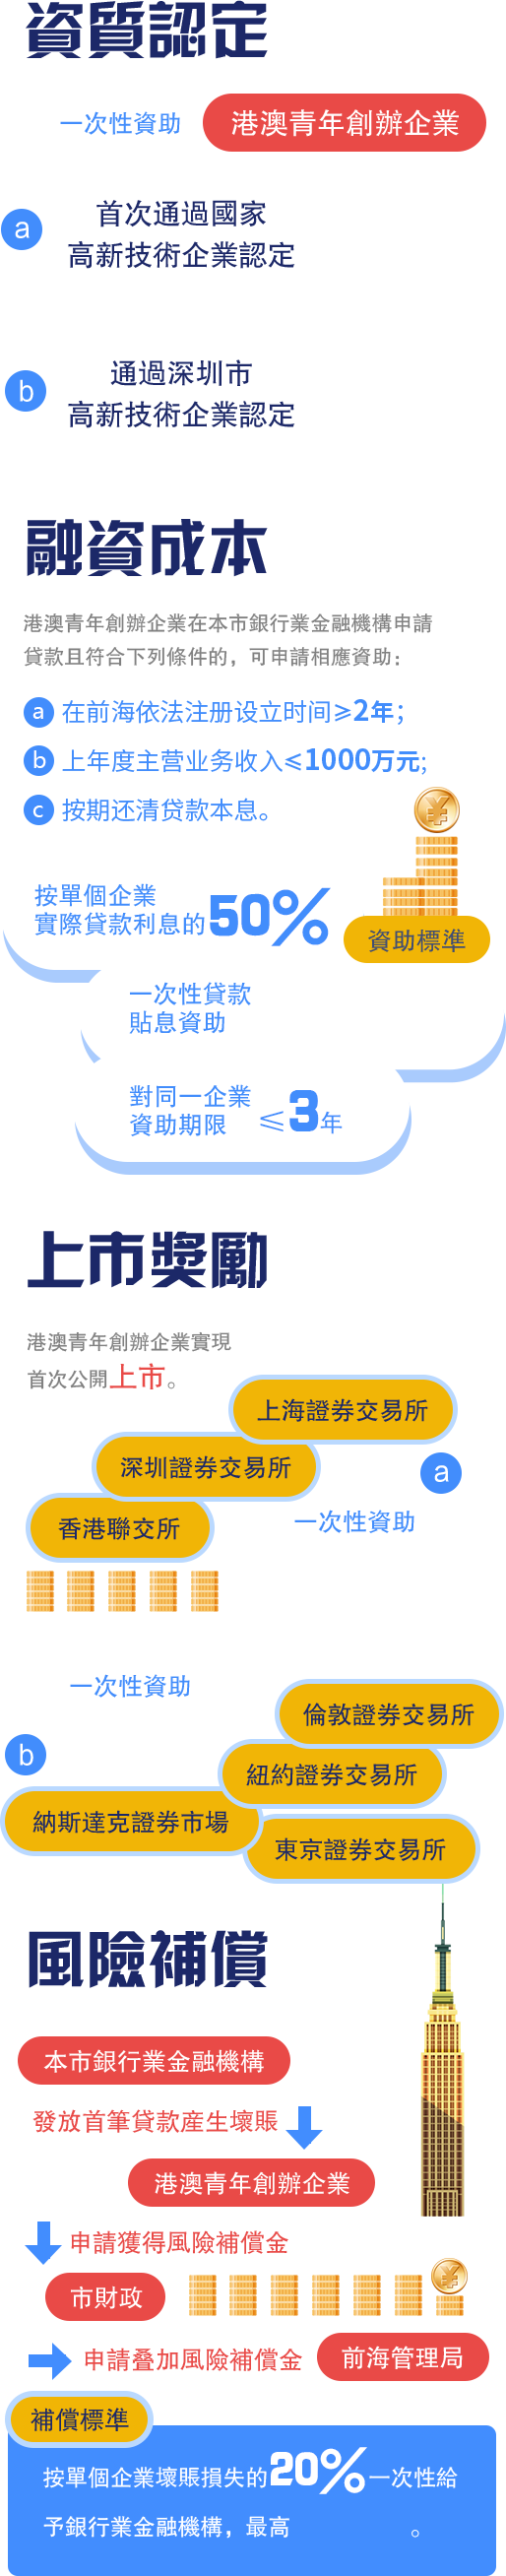 資質認定
一次性資助 港澳青年創辦企業
a 首次通過國家
高新技術企業認定
b 通過深圳市
高新技術企業認定
融資成本
港澳青年創辦企業在本市銀行業金融機構申請
貸款且符合下列條件的，可申請相應資助：
a 在前海依法注册设立时间≥2年；
b 上年度主营业务收入≤1000万元;
c 按期还清贷款本息。
按單個企業
實際貸款利息的50%
資助標準
一次性貸款
貼息資助
對同一企業
資助期限 ≤3年
上市獎勵
港澳青年創辦企業實現
首次公開上市。
上海證券交易所
深圳證券交易所
a
香港聯交所
一次性資助
一次性資助
倫敦證券交易所
b
紐約證券交易所
納斯達克證券市場
東京證券交易所
風險補償
本市銀行業金融機構
發放首筆貸款産生壞賬
港澳青年創辦企業
申請獲得風險補償金
市財政
申請叠加風險補償金 前海管理局
補償標準
按單個企業壞賬損失的20%一次性給
予銀行業金融機構，最高 。